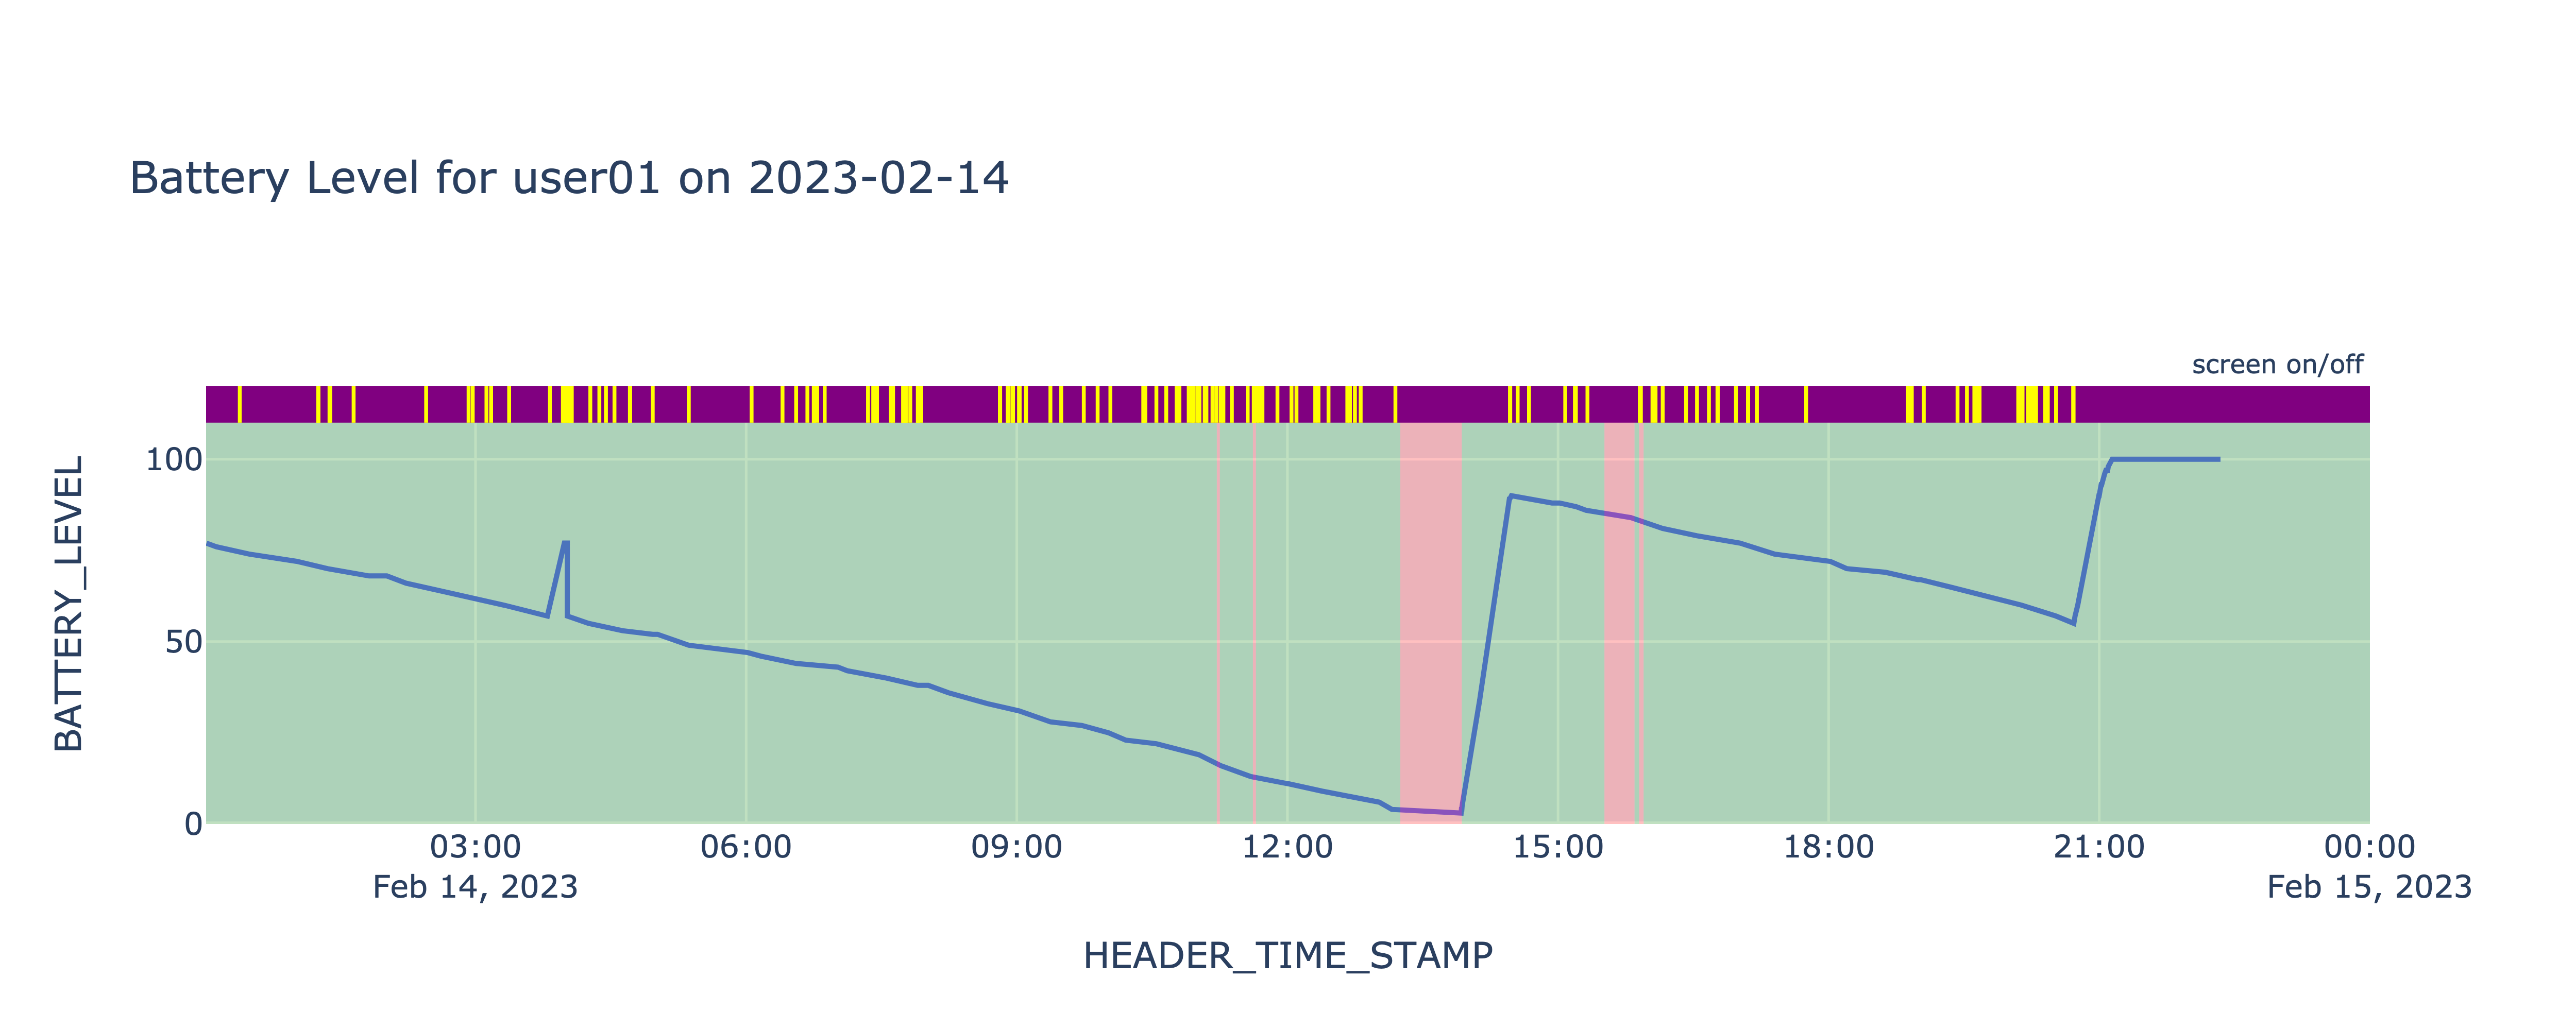 Battery Level for user01 on 2023-02-14
screen on/off
BATTERY_LEVEL
100
50
0
03:00 06:00 09:00 12:00 15:00 18:00 21:00 00:00
Feb 14, 2023 Feb 15, 2023
HEADER_TIME_STAMP